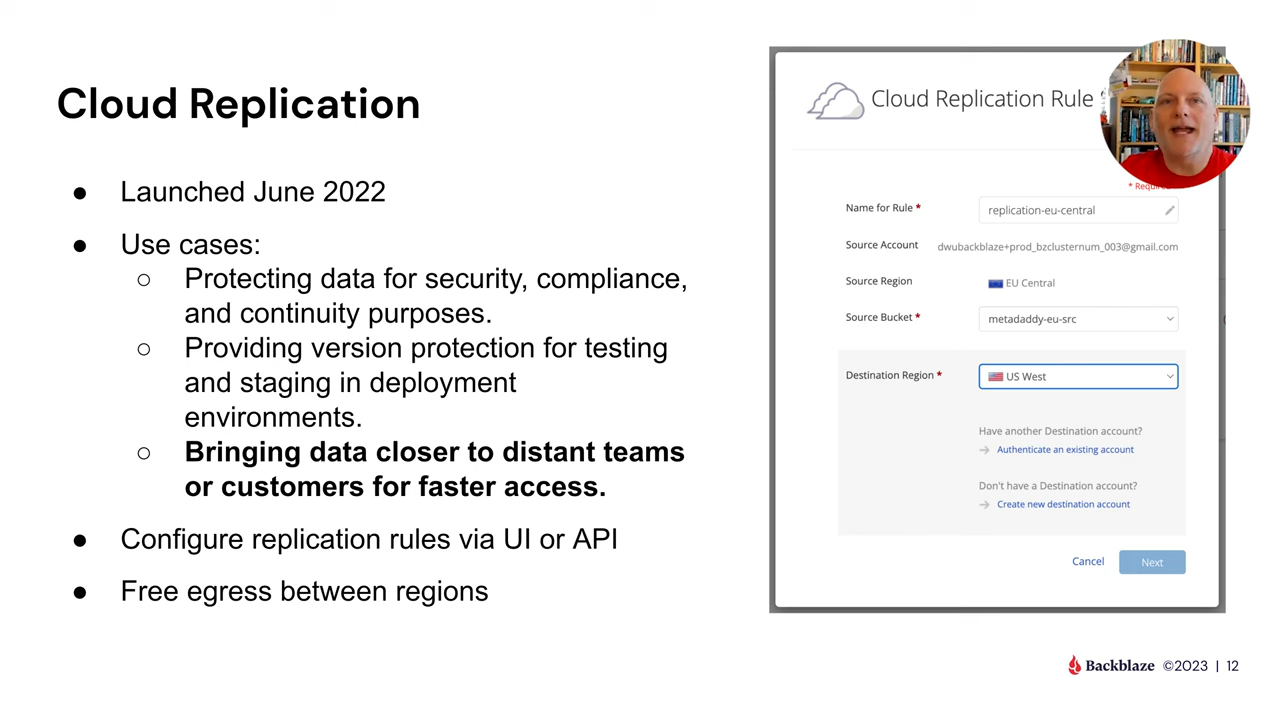 Cloud Replication
● Launched June 2022
● Use cases:
○ Protecting data for security, compliance,
and continuity purposes.
○ Providing version protection for testing
and staging in deployment
environments.
○ Bringing data closer to distant teams
or customers for faster access.
● Configure replication rules via UI or API
● Free egress between regions
Cloud Replication Rule
* Requir
Name for Rule * replication-eu-central
Source Account dwubackblaze+prod_bzclusternum_003@gmail.com
Source Region EU Central
Source Bucket * metadaddy-eu-src
Destination Region * US West
Have another Destination account?
Authenticate an existing account
Don't have a Destination account?
Create new destination account
Cancel Next
Backblaze ©2023 | 12